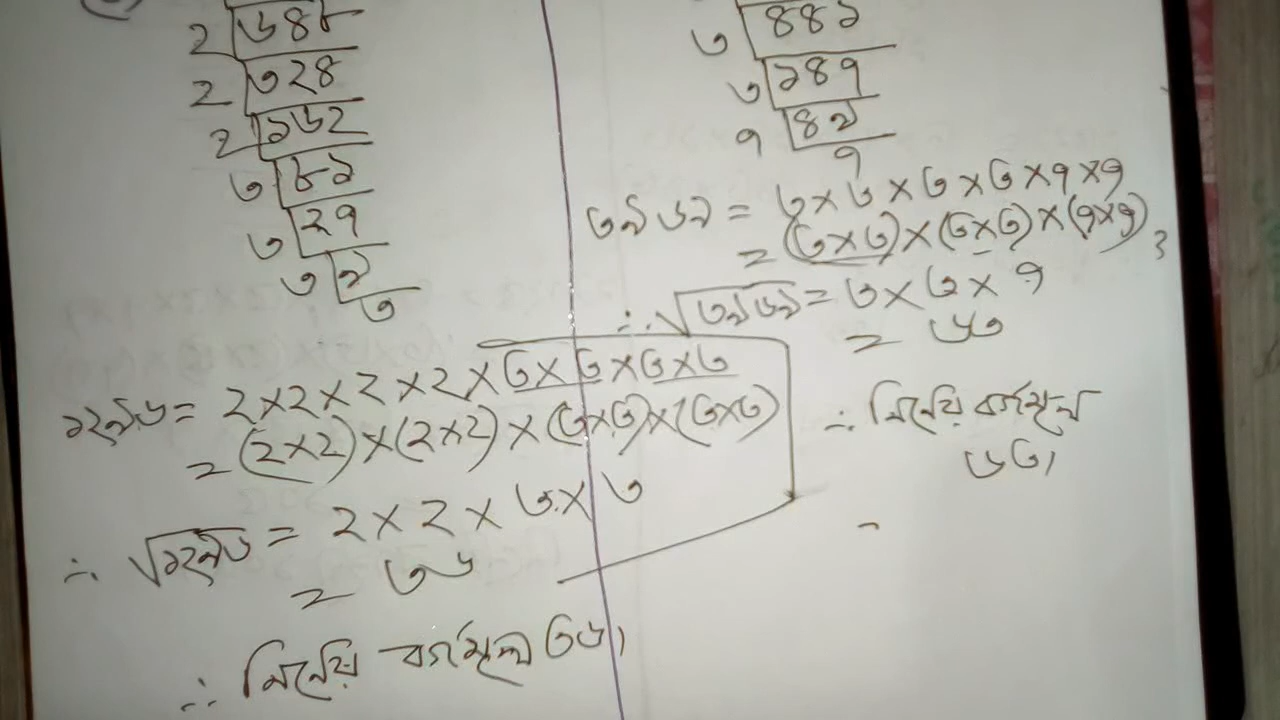 ২ | ৬৪৮
২ | ৩২৪
২ | ১৬২
৩ | ৮১
৩ | ২৭
৩ | ৯
৩
১২৯৬ = ২×২×২×২×৩×৩×৩×৩
= (২×২)×(২×২)×(৩×৩)×(৩×৩)
∴ √১২৯৬ = ২×২×৩×৩
= ৩৬
∴ নির্ণেয় বর্গমূল ৩৬।
৩ | ৪৪১
৩ | ১৪৭
৭ | ৪৯
৭
৩৯৬৯ = ৩×৩×৩×৩×৭×৭
= (৩×৩)×(৩×৩)×(৭×৭)
∴ √৩৯৬৯ = ৩×৩×৭
= ৬৩
∴ নির্ণেয় বর্গমূল
৬৩।